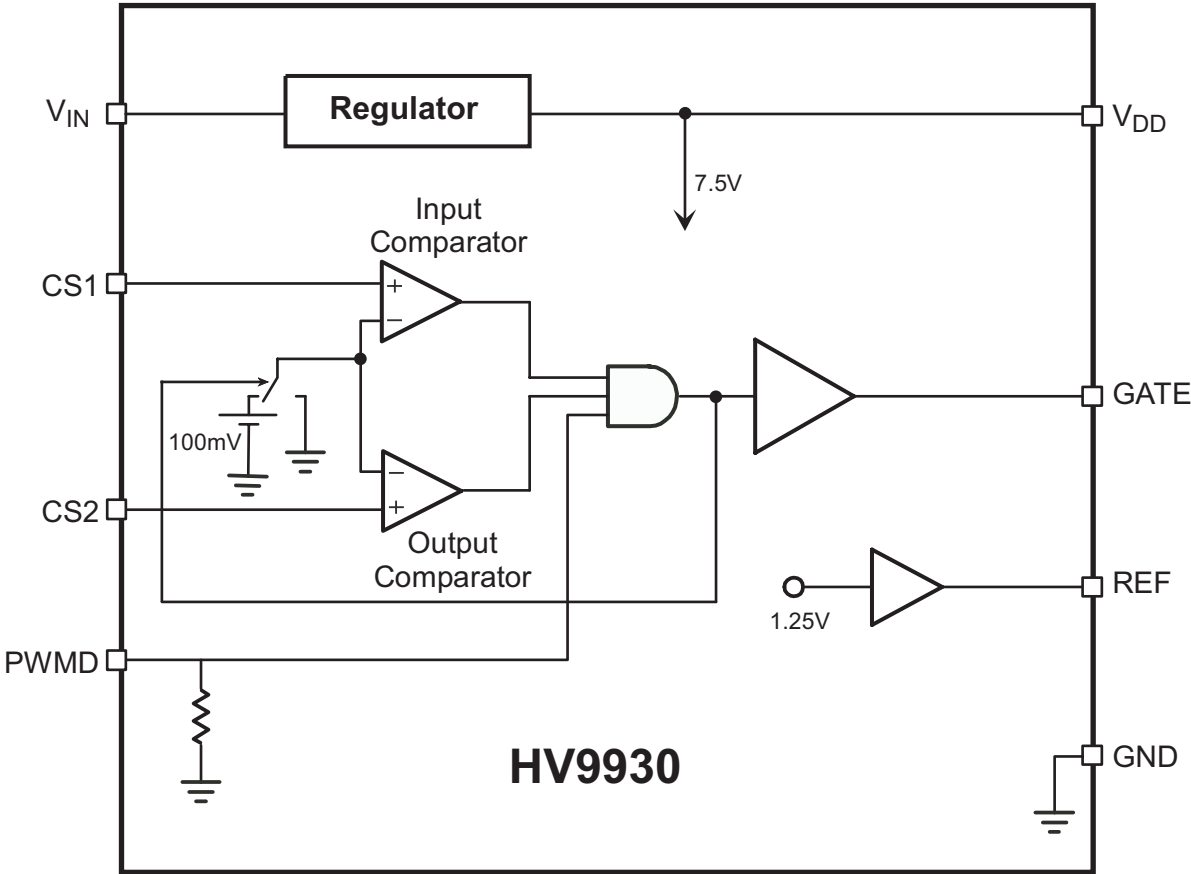 V_IN
Regulator
V_DD
7.5V
Input
Comparator
CS1
+
−
GATE
100mV
−
CS2
+
Output
Comparator
REF
1.25V
PWMD
HV9930
GND